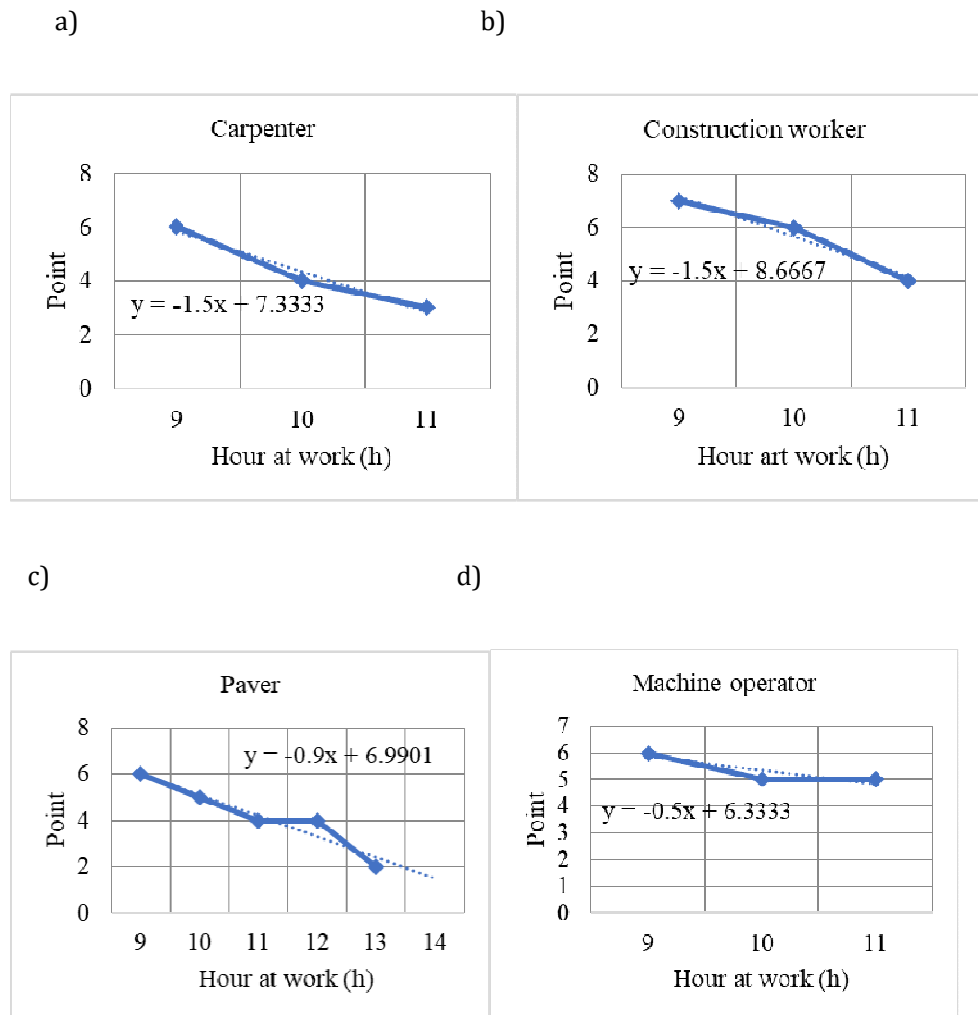 a)
b)
Carpenter
8
6
4
2
0
Point
y = -1.5x + 7.3333
9 10 11
Hour at work (h)
Construction worker
8
6
4
2
0
Point
y = -1.5x + 8.6667
9 10 11
Hour art work (h)
c)
d)
Paver
8
6
4
2
0
Point
y = -0.9x + 6.9901
9 10 11 12 13 14
Hour at work (h)
Machine operator
7
6
5
4
3
2
1
0
Point
y = -0.5x + 6.3333
9 10 11
Hour at work (h)